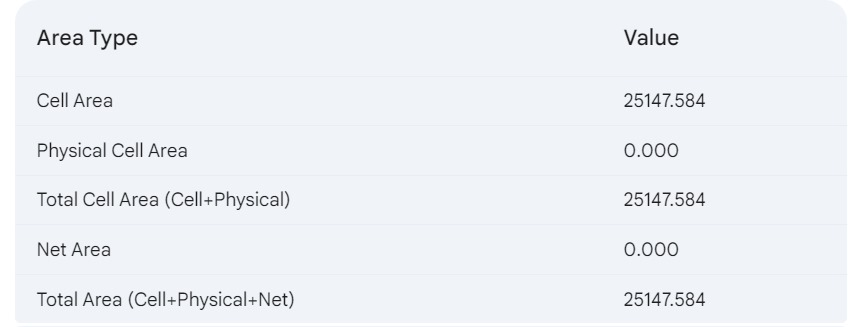 Area Type Value
Cell Area 25147.584
Physical Cell Area 0.000
Total Cell Area (Cell+Physical) 25147.584
Net Area 0.000
Total Area (Cell+Physical+Net) 25147.584